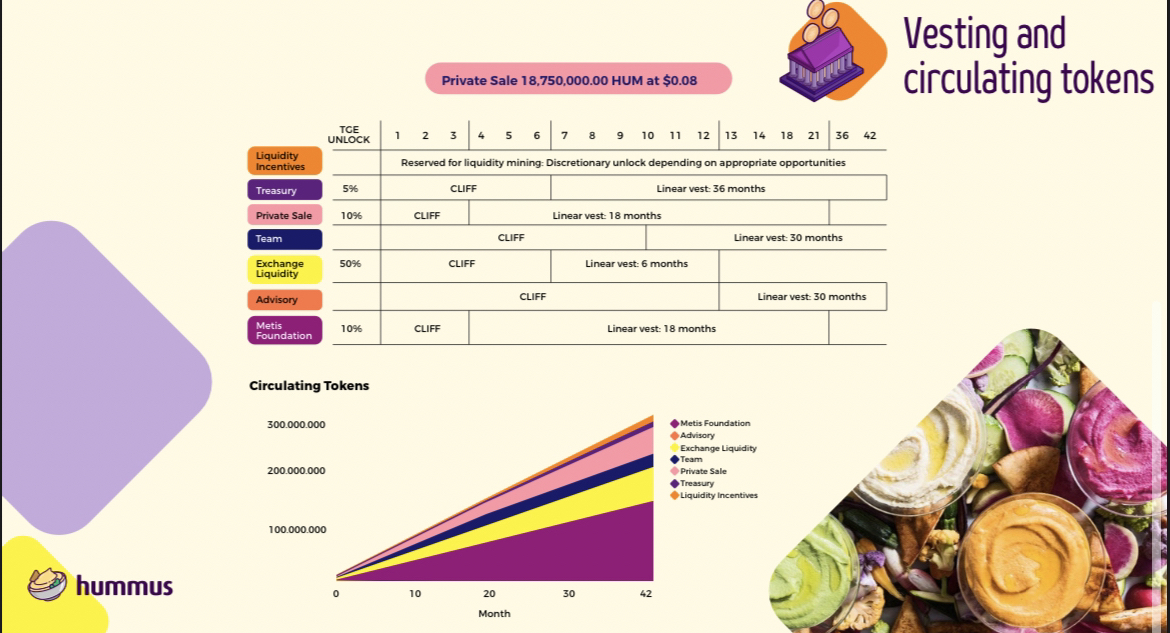 Vesting and
circulating tokens
Private Sale 18,750,000.00 HUM at $0.08
TGE
UNLOCK 1 2 3 4 5 6 7 8 9 10 11 12 13 14 18 21 36 42
Liquidity
Incentives
Reserved for liquidity mining: Discretionary unlock depending on appropriate opportunities
Treasury 5% CLIFF Linear vest: 36 months
Private Sale 10% CLIFF Linear vest: 18 months
Team CLIFF Linear vest: 30 months
Exchange
Liquidity
50% CLIFF Linear vest: 6 months
Advisory CLIFF Linear vest: 30 months
Metis
Foundation
10% CLIFF Linear vest: 18 months
Circulating Tokens
300.000.000
200.000.000
100.000.000
0 10 20 30 42
Month
Metis Foundation
Advisory
Exchange Liquidity
Team
Private Sale
Treasury
Liquidity Incentives
hummus